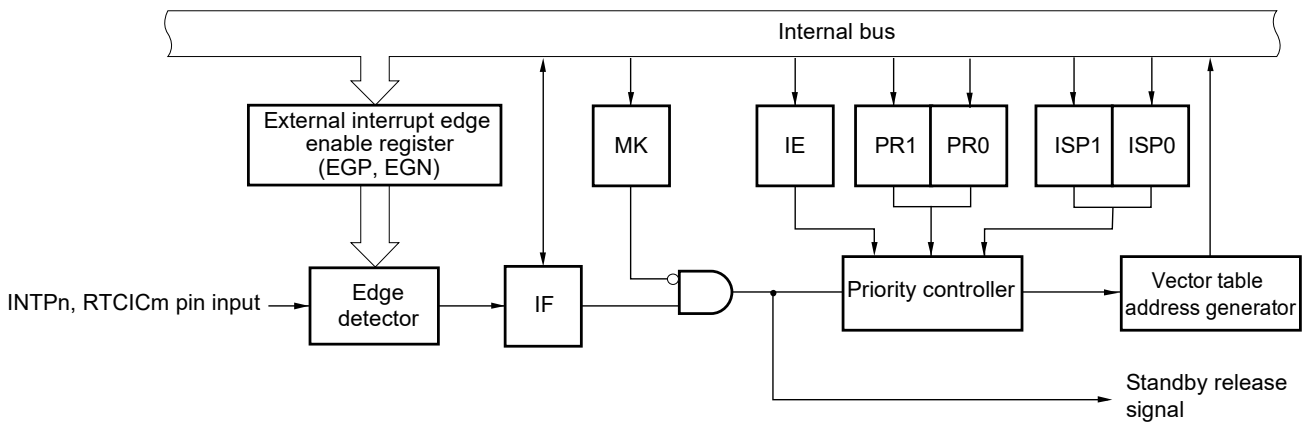 Internal bus
External interrupt edge
enable register
(EGP, EGN)
MK
IE
PR1
PR0
ISP1
ISP0
INTPn, RTCICm pin input
Edge
detector
IF
Priority controller
Vector table
address generator
Standby release
signal